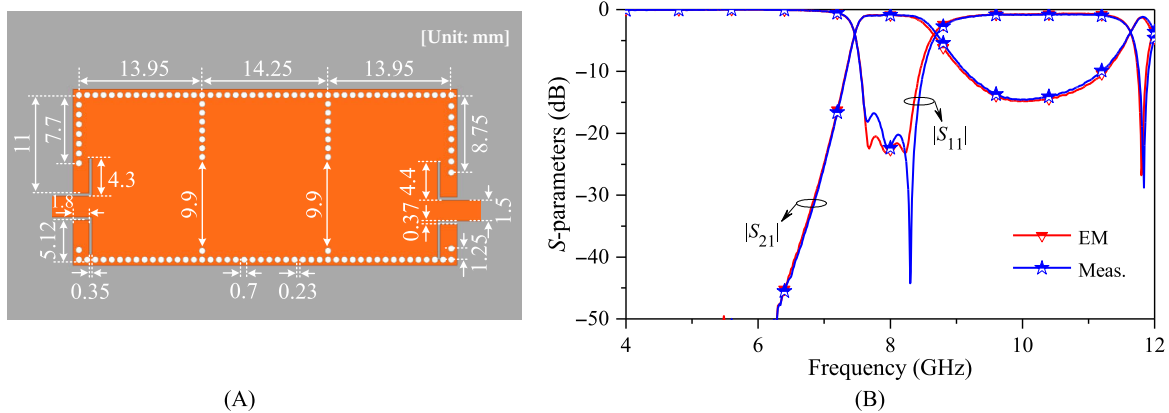 [Unit: mm]
13.95 14.25 13.95
11
7.7
8.75
4.3
4.4
1.8
9.9
9.9
0.37
1.5
5.12
1.25
0.35 0.7 0.23
(A)
S-parameters (dB)
0
−10
−20
−30
−40
−50
|S11|
|S21|
EM
Meas.
4 6 8 10 12
Frequency (GHz)
(B)